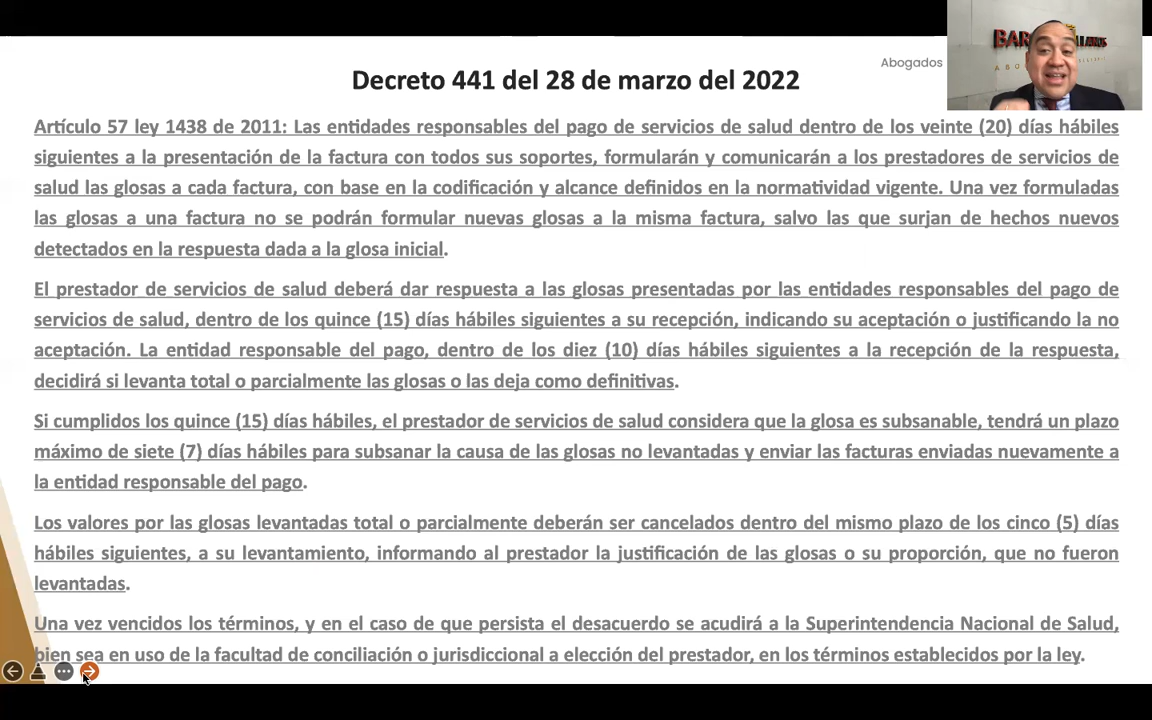 Abogados
BAR
Decreto 441 del 28 de marzo del 2022
Artículo 57 ley 1438 de 2011: Las entidades responsables del pago de servicios de salud dentro de los veinte (20) días hábiles
siguientes a la presentación de la factura con todos sus soportes, formularán y comunicarán a los prestadores de servicios de
salud las glosas a cada factura, con base en la codificación y alcance definidos en la normatividad vigente. Una vez formuladas
las glosas a una factura no se podrán formular nuevas glosas a la misma factura, salvo las que surjan de hechos nuevos
detectados en la respuesta dada a la glosa inicial.
El prestador de servicios de salud deberá dar respuesta a las glosas presentadas por las entidades responsables del pago de
servicios de salud, dentro de los quince (15) días hábiles siguientes a su recepción, indicando su aceptación o justificando la no
aceptación. La entidad responsable del pago, dentro de los diez (10) días hábiles siguientes a la recepción de la respuesta,
decidirá si levanta total o parcialmente las glosas o las deja como definitivas.
Si cumplidos los quince (15) días hábiles, el prestador de servicios de salud considera que la glosa es subsanable, tendrá un plazo
máximo de siete (7) días hábiles para subsanar la causa de las glosas no levantadas y enviar las facturas enviadas nuevamente a
la entidad responsable del pago.
Los valores por las glosas levantadas total o parcialmente deberán ser cancelados dentro del mismo plazo de los cinco (5) días
hábiles siguientes, a su levantamiento, informando al prestador la justificación de las glosas o su proporción, que no fueron
levantadas.
Una vez vencidos los términos, y en el caso de que persista el desacuerdo se acudirá a la Superintendencia Nacional de Salud,
bien sea en uso de la facultad de conciliación o jurisdiccional a elección del prestador, en los términos establecidos por la ley.